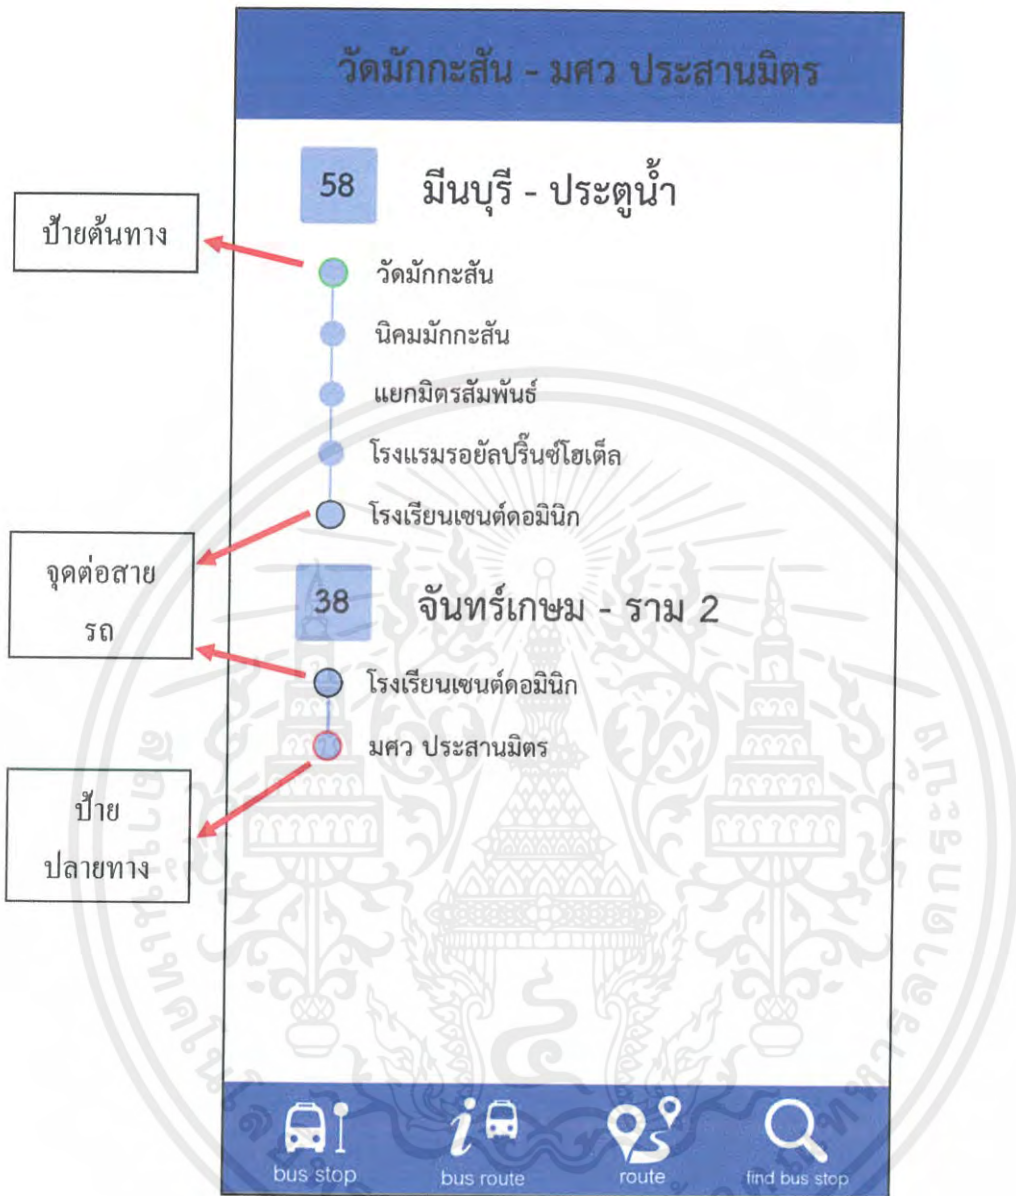 วัดมักกะสัน - มศว ประสานมิตร
58 มีนบุรี - ประตูน้ำ
ป้ายต้นทาง
วัดมักกะสัน
นิคมมักกะสัน
แยกมิตรสัมพันธ์
โรงแรมรอยัลปริ๊นซ์โฮเต็ล
โรงเรียนเซนต์ดอมินิก
จุดต่อสาย
รถ
38 จันทร์เกษม - ราม 2
โรงเรียนเซนต์ดอมินิก
มศว ประสานมิตร
ป้าย
ปลายทาง
bus stop
bus route
route
find bus stop